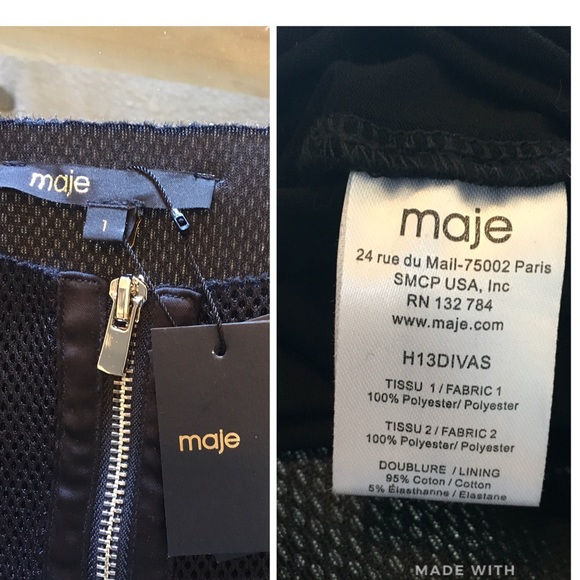 maje
1
maje
maje
24 rue du Mail-75002 Paris
SMCP USA, Inc
RN 132 784
www.maje.com
H13DIVAS
TISSU 1/FABRIC 1
100% Polyester/ Polyester
TISSU 2/FABRIC 2
100% Polyester/ Polyester
DOUBLURE / LINING
95% Coton / Cotton
5% Élasthanne / Elastane
MADE WITH